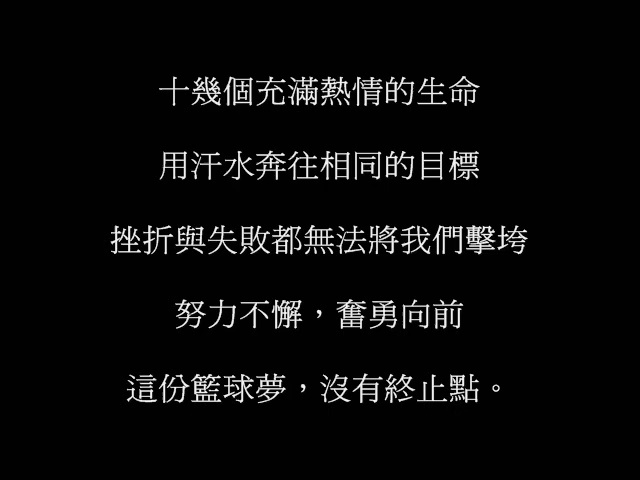 十幾個充滿熱情的生命
用汗水奔往相同的目標
挫折與失敗都無法將我們擊垮
努力不懈，奮勇向前
這份籃球夢，沒有終止點。